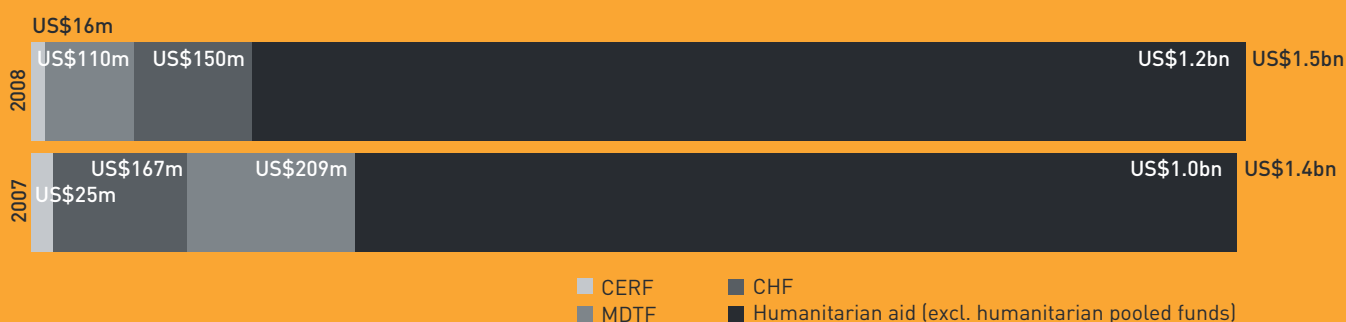 US$16m
2008
US$110m US$150m US$1.2bn US$1.5bn
2007
US$167m US$209m US$1.0bn US$1.4bn
US$25m
CERF CHF
MDTF Humanitarian aid (excl. humanitarian pooled funds)